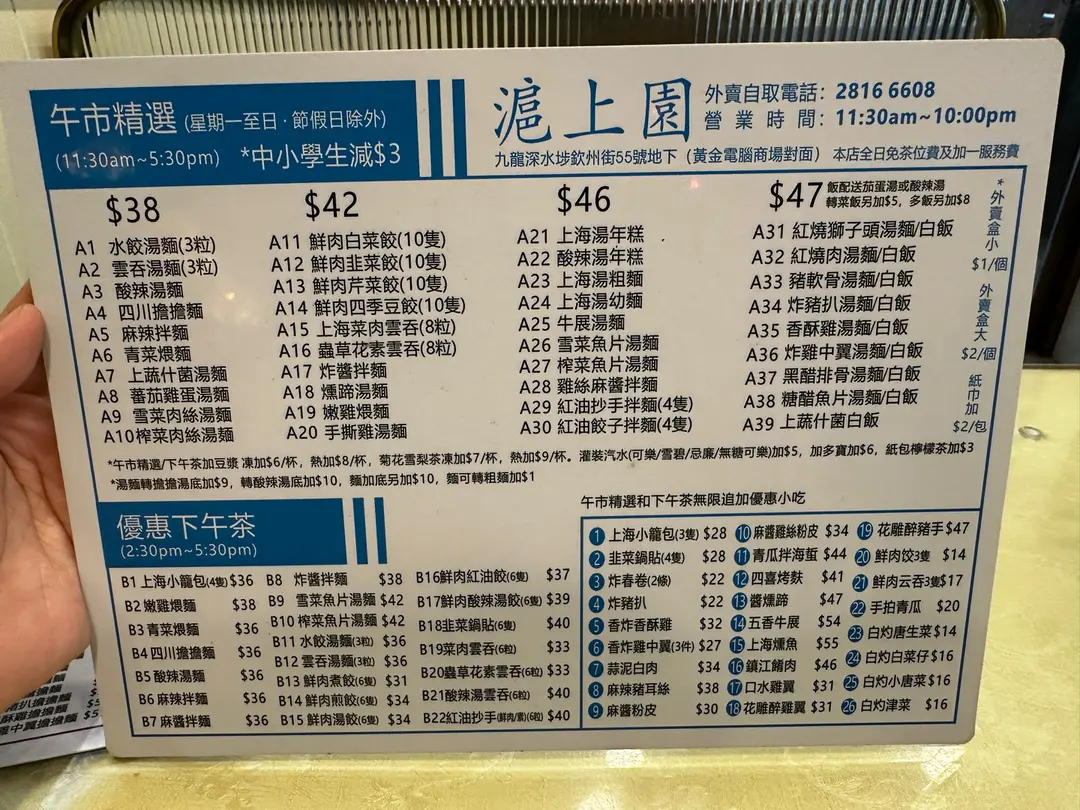 午市精選 (星期一至日 · 節假日除外)
(11:30am~5:30pm) *中小學生減$3
滬上園
外賣自取電話：2816 6608
營業時間：11:30am~10:00pm
九龍深水埗欽州街55號地下（黃金電腦商場對面） 本店全日免茶位費及加一服務費
$38
A1 水餃湯麵(3粒)
A2 雲吞湯麵(3粒)
A3 酸辣湯麵
A4 四川擔擔麵
A5 麻辣拌麵
A6 青菜煨麵
A7 上蔬什菌湯麵
A8 蕃茄雞蛋湯麵
A9 雪菜肉絲湯麵
A10 榨菜肉絲湯麵
$42
A11 鮮肉白菜餃(10隻)
A12 鮮肉韭菜餃(10隻)
A13 鮮肉芹菜餃(10隻)
A14 鮮肉四季豆餃(10隻)
A15 上海菜肉雲吞(8粒)
A16 蟲草花素雲吞(8粒)
A17 炸醬拌麵
A18 燻蹄湯麵
A19 嫩雞煨麵
A20 手撕雞湯麵
$46
A21 上海湯年糕
A22 酸辣湯年糕
A23 上海湯粗麵
A24 上海湯幼麵
A25 牛展湯麵
A26 雪菜魚片湯麵
A27 榨菜魚片湯麵
A28 雞絲麻醬拌麵
A29 紅油抄手拌麵(4隻)
A30 紅油餃子拌麵(4隻)
$47 飯配送茄蛋湯或酸辣湯
轉菜飯另加$5，多飯另加$8
A31 紅燒獅子頭湯麵/白飯
A32 紅燒肉湯麵/白飯
A33 豬軟骨湯麵/白飯
A34 炸豬扒湯麵/白飯
A35 香酥雞湯麵/白飯
A36 炸雞中翼湯麵/白飯
A37 黑醋排骨湯麵/白飯
A38 糖醋魚片湯麵/白飯
A39 上蔬什菌白飯
*外賣盒小 $1/個
外賣盒大 $2/個
紙巾加 $2/包
*午市精選/下午茶加豆漿 凍加$6/杯，熱加$8/杯，菊花雪梨茶凍加$7/杯，熱加$9/杯。灌裝汽水(可樂/雪碧/忌廉/無糖可樂)加$5，加多寶加$6，紙包檸檬茶加$3
*湯麵轉擔擔湯底加$9，轉酸辣湯底加$10，麵加底另加$10，麵可轉粗麵加$1
優惠下午茶
(2:30pm~5:30pm)
B1 上海小籠包(4隻) $36
B2 嫩雞煨麵 $38
B3 青菜煨麵 $36
B4 四川擔擔麵 $36
B5 酸辣湯麵 $36
B6 麻辣拌麵 $36
B7 麻醬拌麵 $36
B8 炸醬拌麵 $38
B9 雪菜魚片湯麵 $42
B10 榨菜魚片湯麵 $42
B11 水餃湯麵(3粒) $36
B12 雲吞湯麵(3粒) $36
B13 鮮肉煮餃(6隻) $31
B14 鮮肉煎餃(6隻) $34
B15 鮮肉湯餃(6隻) $34
B16 鮮肉紅油餃(6隻) $37
B17 鮮肉酸辣湯餃(6隻) $39
B18 韭菜鍋貼(6隻) $40
B19 菜肉雲吞(6粒) $33
B20 蟲草花素雲吞(6粒) $33
B21 酸辣湯雲吞(6粒) $40
B22 紅油抄手(鮮肉/素)(6粒) $40
午市精選和下午茶無限追加優惠小吃
1 上海小籠包(3隻) $28
2 韭菜鍋貼(4隻) $28
3 炸春卷(2條) $22
4 炸豬扒 $22
5 香炸香酥雞 $32
6 香炸雞中翼(3件) $27
7 蒜泥白肉 $34
8 麻辣豬耳絲 $38
9 麻醬粉皮 $30
10 麻醬雞絲粉皮 $34
11 青瓜拌海蜇 $44
12 四喜烤麩 $41
13 醬燻蹄 $47
14 五香牛展 $54
15 上海燻魚 $55
16 鎮江餚肉 $46
17 口水雞翼 $31
18 花雕醉雞翼 $31
19 花雕醉豬手 $47
20 鮮肉饺3隻 $14
21 鮮肉云吞3隻 $17
22 手拍青瓜 $20
23 白灼唐生菜 $14
24 白灼白菜仔 $16
25 白灼小唐菜 $16
26 白灼津菜 $16